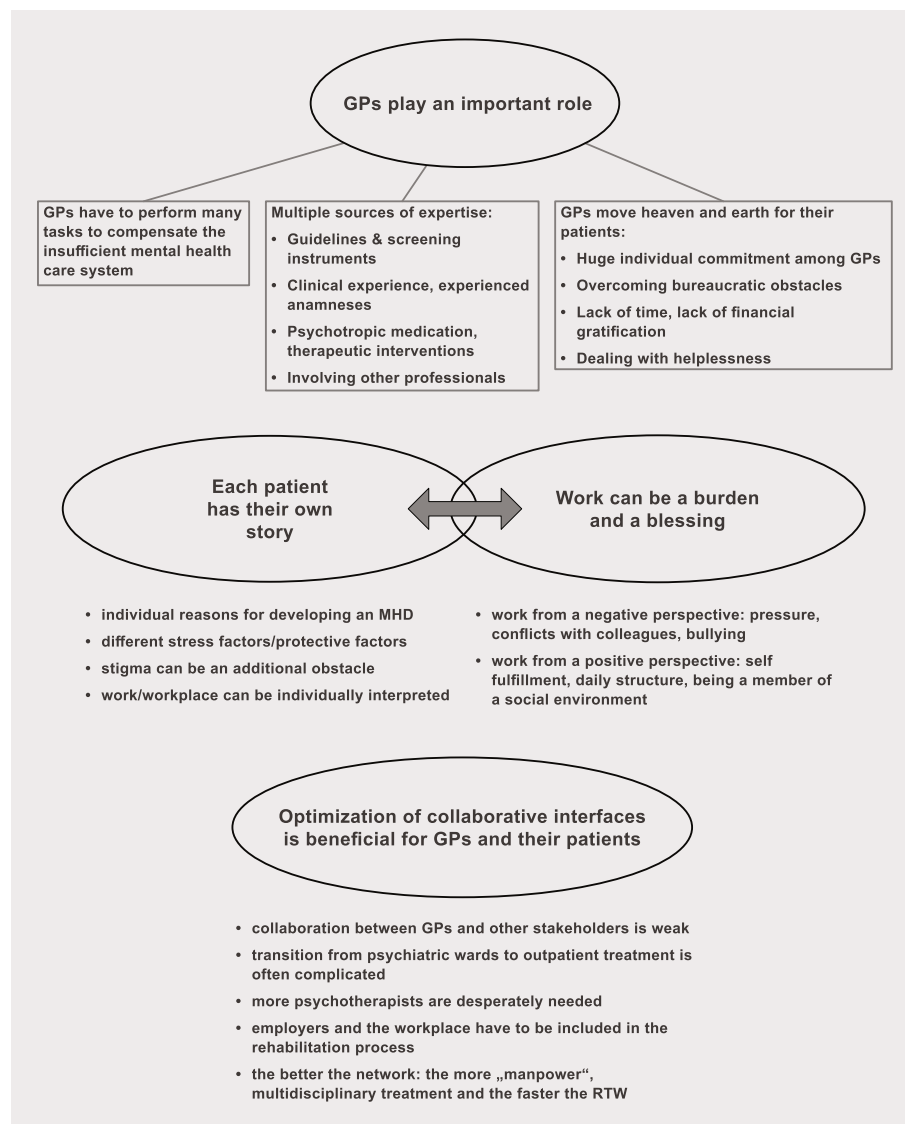 GPs play an important role
GPs have to perform many
tasks to compensate the
insufficient mental health
care system
Multiple sources of expertise:
• Guidelines & screening
instruments
• Clinical experience, experienced
anamneses
• Psychotropic medication,
therapeutic interventions
• Involving other professionals
GPs move heaven and earth for their
patients:
• Huge individual commitment among GPs
• Overcoming bureaucratic obstacles
• Lack of time, lack of financial
gratification
• Dealing with helplessness
Each patient
has their own
story
Work can be a burden
and a blessing
• individual reasons for developing an MHD
• different stress factors/protective factors
• stigma can be an additional obstacle
• work/workplace can be individually interpreted
• work from a negative perspective: pressure,
conflicts with colleagues, bullying
• work from a positive perspective: self
fulfillment, daily structure, being a member of
a social environment
Optimization of collaborative interfaces
is beneficial for GPs and their patients
• collaboration between GPs and other stakeholders is weak
• transition from psychiatric wards to outpatient treatment is
often complicated
• more psychotherapists are desperately needed
• employers and the workplace have to be included in the
rehabilitation process
• the better the network: the more „manpower“,
multidisciplinary treatment and the faster the RTW